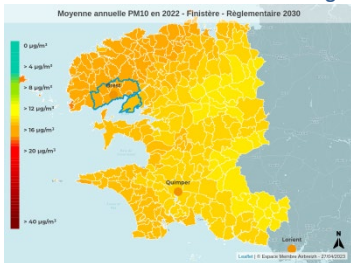 Moyenne annuelle PM10 en 2022 - Finistère - Règlementaire 2030
0 µg/m³
> 4 µg/m³
> 8 µg/m³
> 12 µg/m³
> 16 µg/m³
> 20 µg/m³
> 40 µg/m³
Brest
Quimper
Lorient
N
Leaflet | © Espace Membre Airbreizh - 27/04/2023